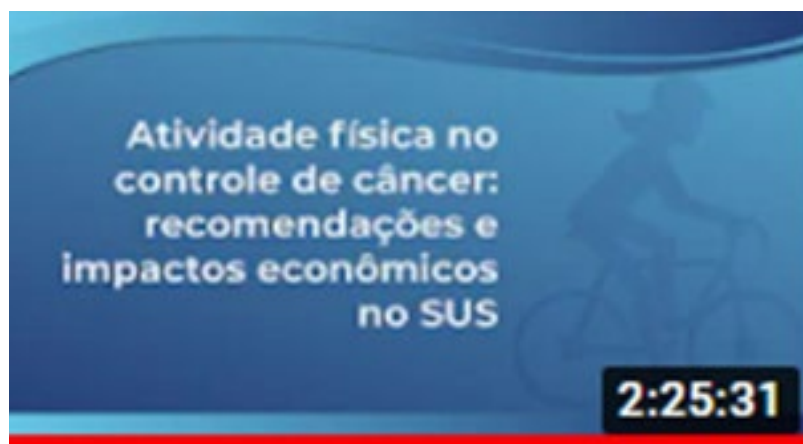 Atividade física no
controle de câncer:
recomendações e
impactos econômicos
no SUS
2:25:31